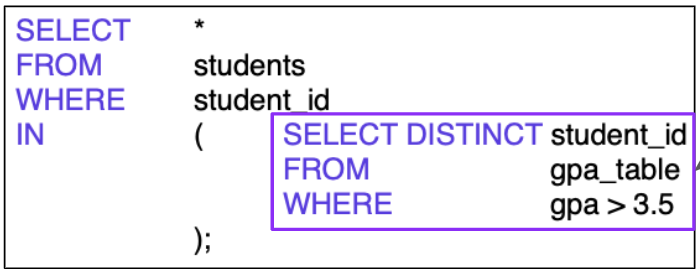 SELECT *
FROM students
WHERE student_id
IN ( SELECT DISTINCT student_id
FROM gpa_table
WHERE gpa > 3.5
);